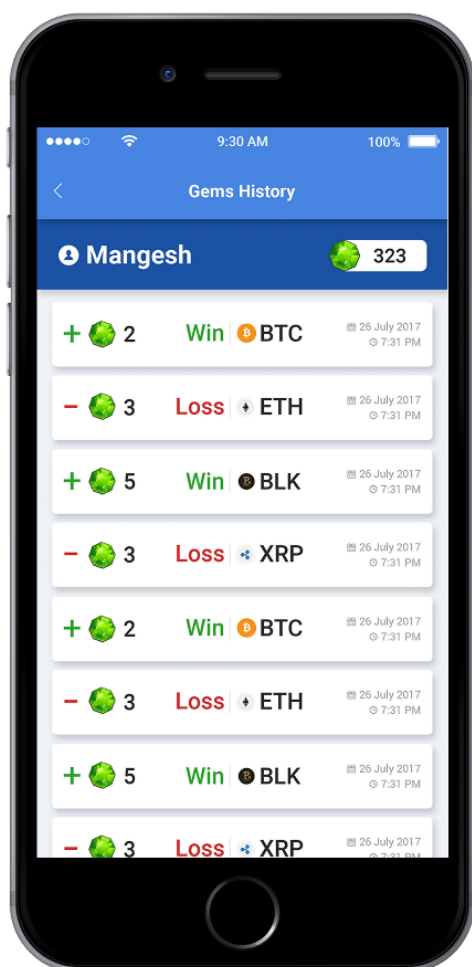 9:30 AM 100%
Gems History
Mangesh 323
+ 2 Win BTC 26 July 2017
7:31 PM
− 3 Loss ETH 26 July 2017
7:31 PM
+ 5 Win BLK 26 July 2017
7:31 PM
− 3 Loss XRP 26 July 2017
7:31 PM
+ 2 Win BTC 26 July 2017
7:31 PM
− 3 Loss ETH 26 July 2017
7:31 PM
+ 5 Win BLK 26 July 2017
7:31 PM
− 3 Loss XRP 26 July 2017
7:31 PM